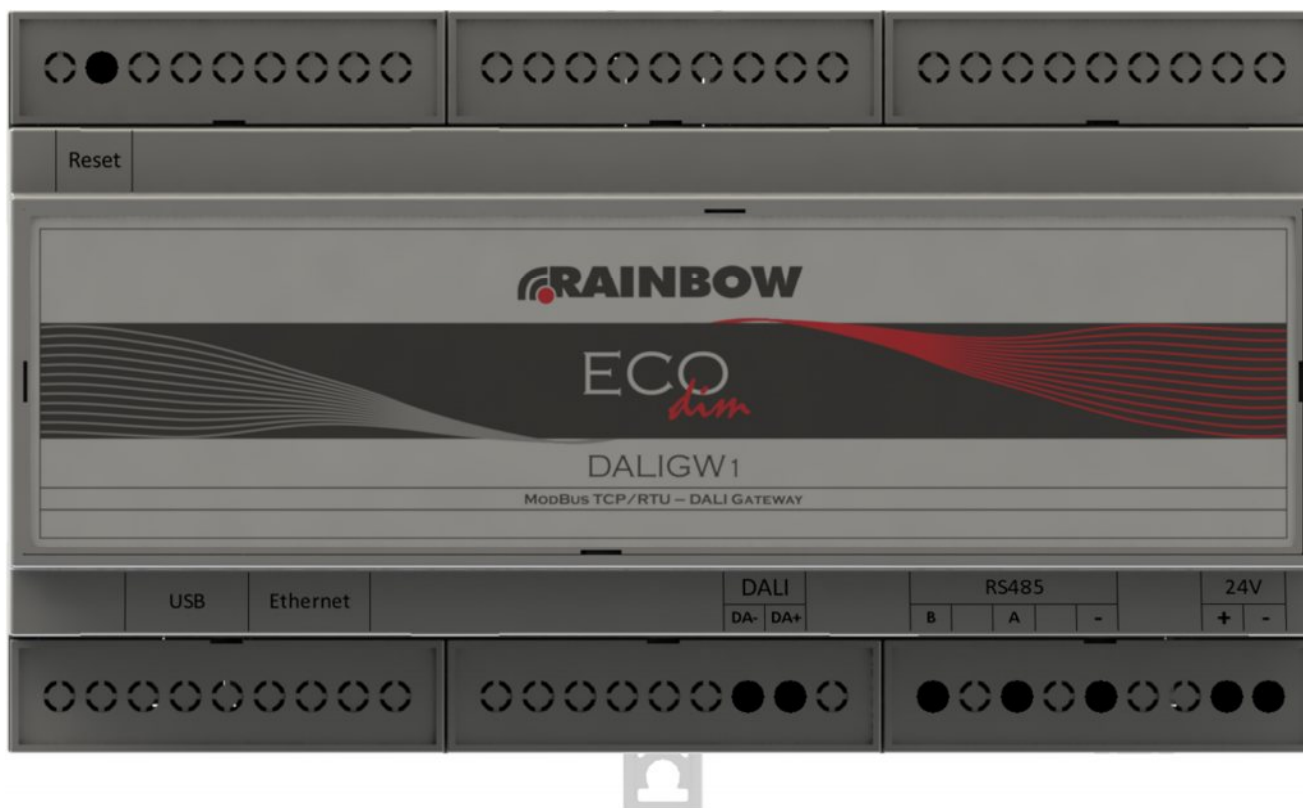 Reset
RAINBOW
ECO
dim
DALIGW1
MODBUS TCP/RTU – DALI GATEWAY
USB Ethernet DALI RS485 24V
DA- DA+ B A - + -